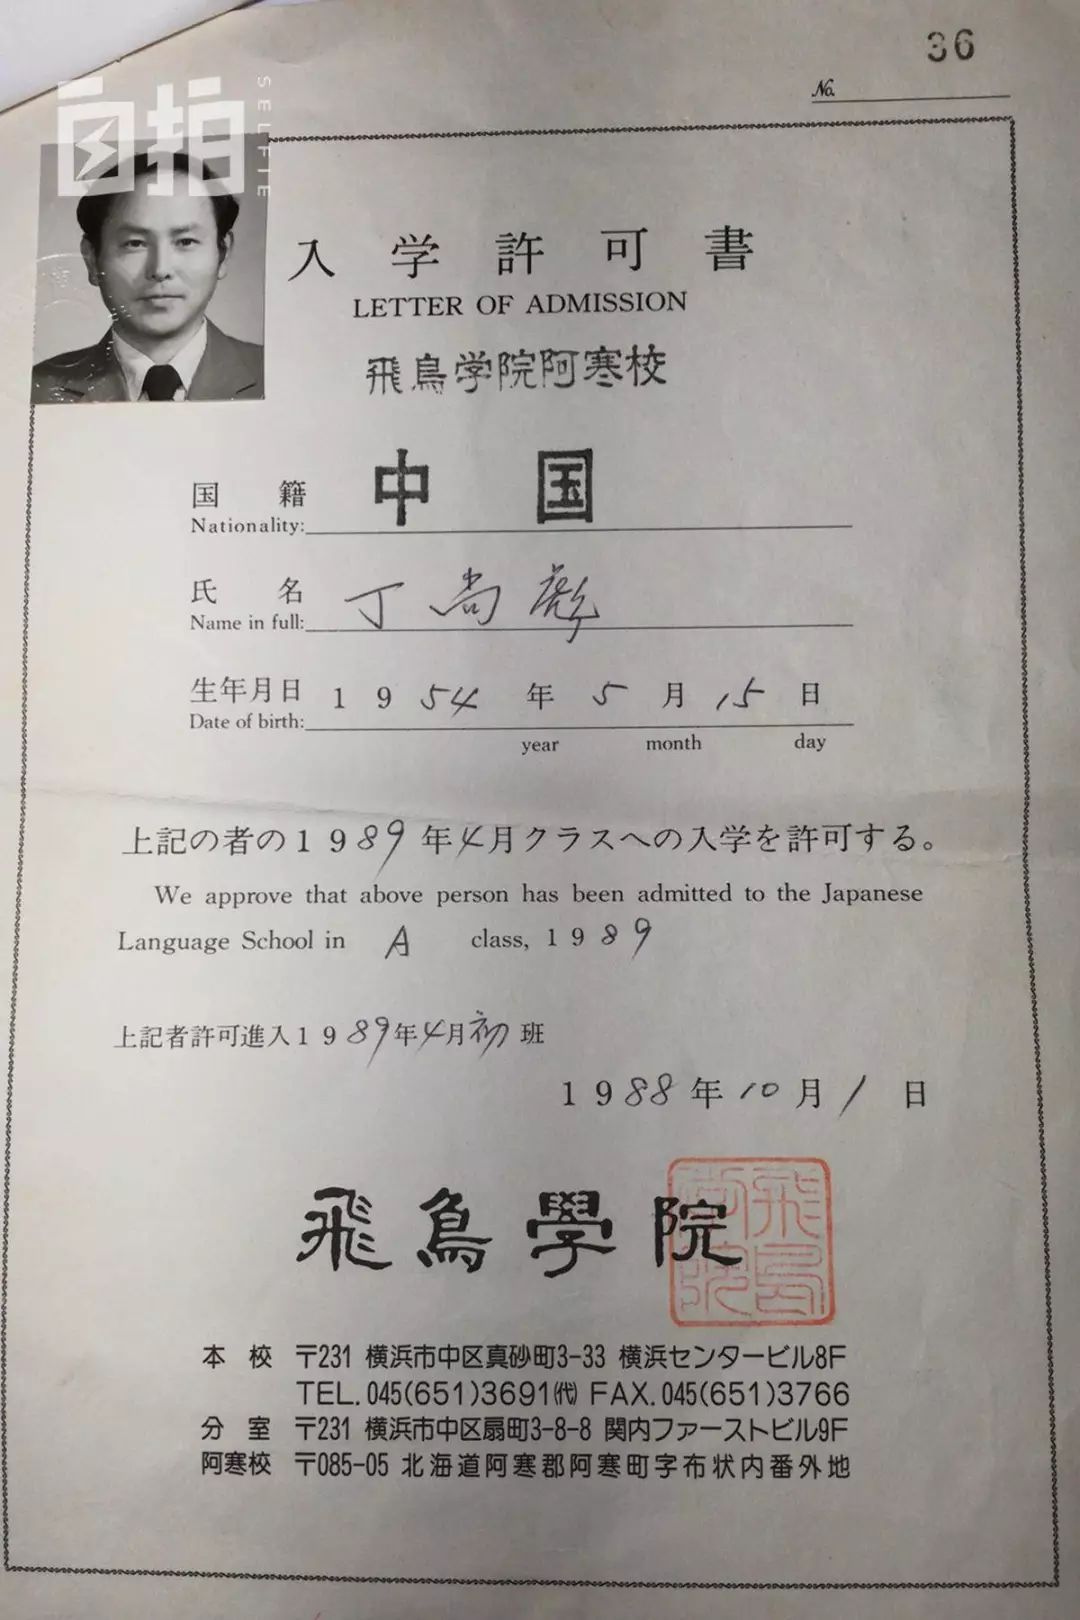 36
No.
自拍
SELFIE
入学許可書
LETTER OF ADMISSION
飛鳥学院阿寒校
国籍 中国
Nationality:
氏名 丁尚彪
Name in full:
生年月日 1954年5月15日
Date of birth:
year month day
上記の者の1989年4月クラスへの入学を許可する。
We approve that above person has been admitted to the Japanese
Language School in A class, 1989
上記者許可進入1989年4月初班
1988年10月1日
飛鳥學院
飛鳥学院
本校 〒231 横浜市中区真砂町3-33 横浜センタービル8F
TEL. 045(651)3691㈹ FAX. 045(651)3766
分室 〒231 横浜市中区扇町3-8-8 関内ファーストビル9F
阿寒校 〒085-05 北海道阿寒郡阿寒町字布状内番外地